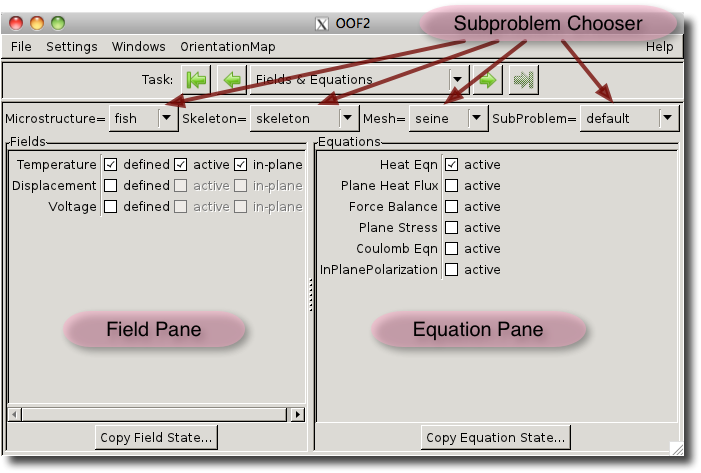 OOF2
Subproblem Chooser
File Settings Windows OrientationMap Help
Task: Fields & Equations
Microstructure= fish Skeleton= skeleton Mesh= seine SubProblem= default
Fields
Temperature defined active in-plane
Displacement defined active in-plane
Voltage defined active in-plane
Field Pane
Copy Field State...
Equations
Heat Eqn active
Plane Heat Flux active
Force Balance active
Plane Stress active
Coulomb Eqn active
InPlanePolarization active
Equation Pane
Copy Equation State...